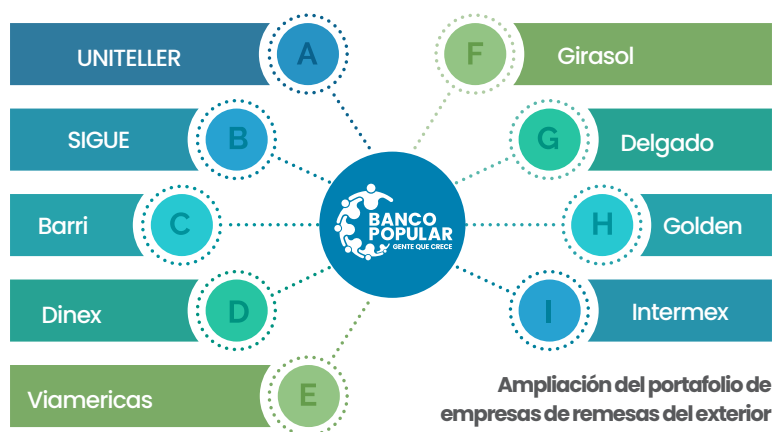 UNITELLER
A
SIGUE
B
Barri
C
Dinex
D
Viamericas
E
BANCO
POPULAR
GENTE QUE CRECE
F
Girasol
G
Delgado
H
Golden
I
Intermex
Ampliación del portafolio de
empresas de remesas del exterior